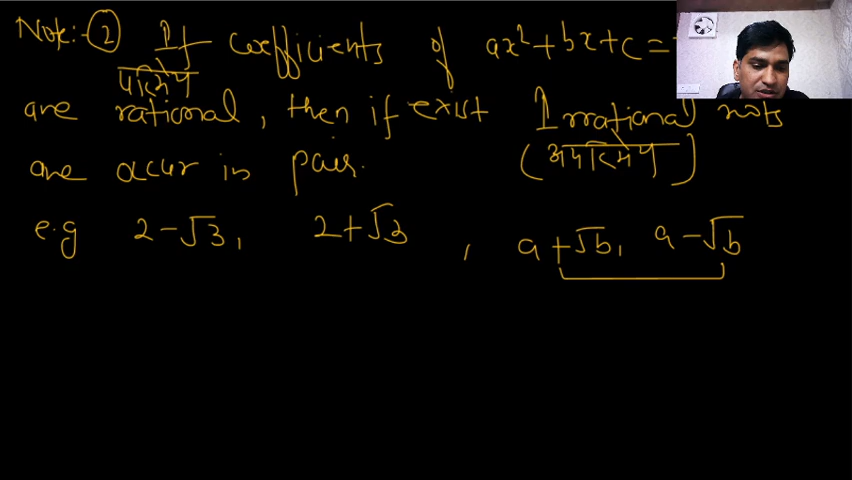 Note:- ② If coefficients of ax²+bx+c=
परिमेय
are rational, then if exist Irrational roots
are occur in pair. (अपरिमेय)
e.g 2-√3, 2+√3 , a+√b, a-√b